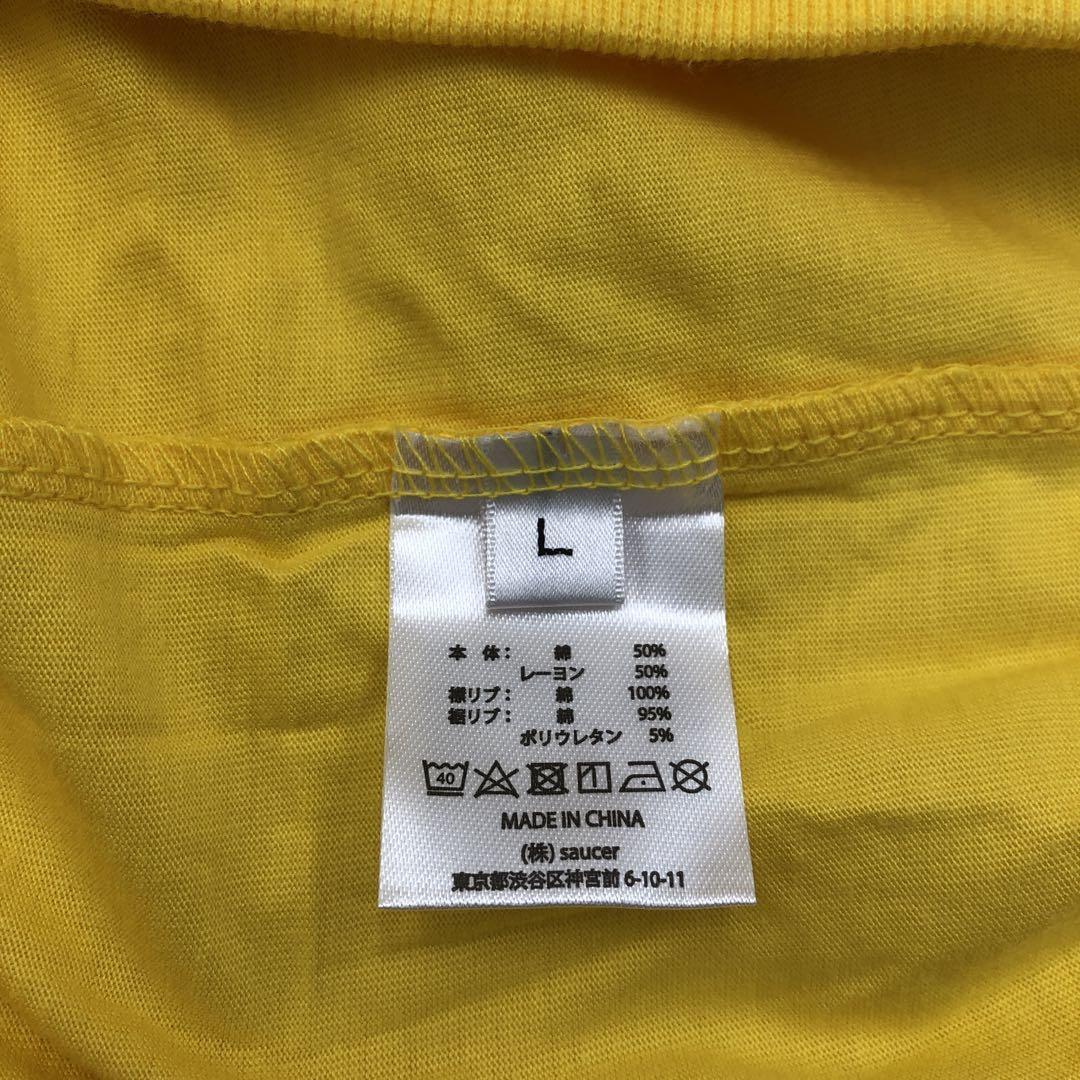 L
本 体： 綿 50%
レーヨン 50%
襟リブ： 綿 100%
裾リブ： 綿 95%
ポリウレタン 5%
40
MADE IN CHINA
(株) saucer
東京都渋谷区神宮前 6-10-11